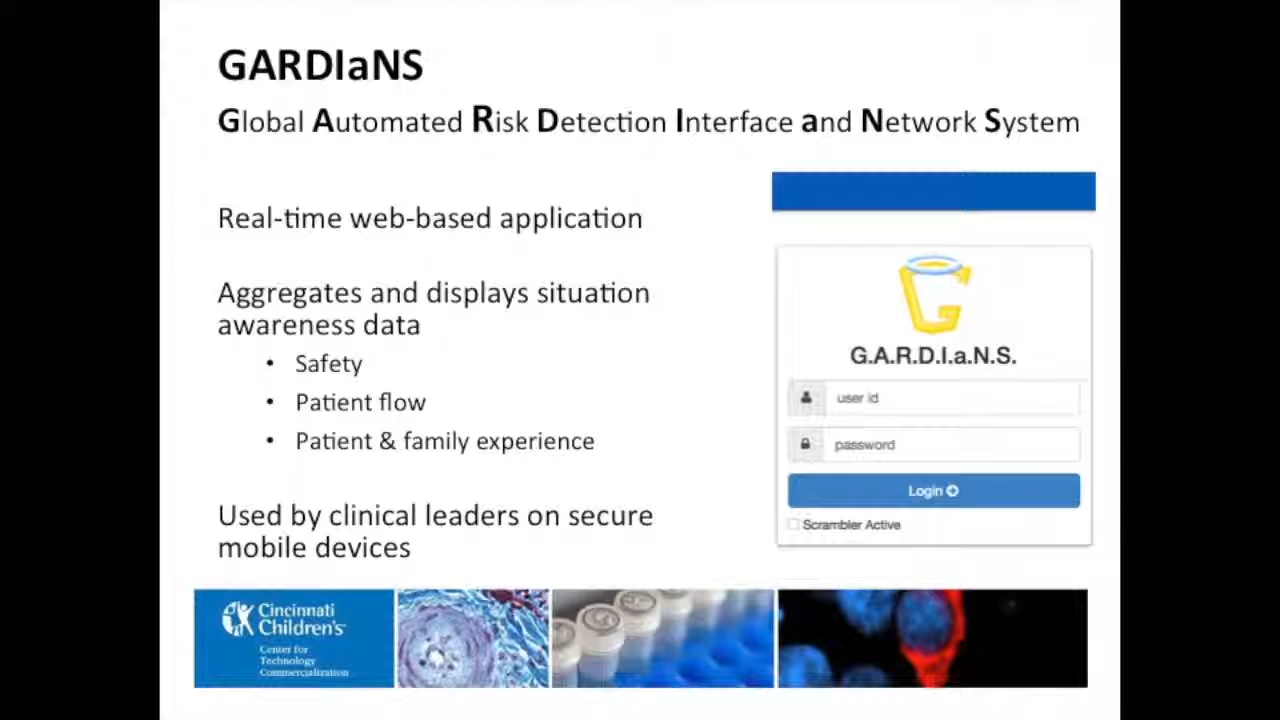 GARDIaNS
Global Automated Risk Detection Interface and Network System
Real-time web-based application
Aggregates and displays situation
awareness data
• Safety
• Patient flow
• Patient & family experience
Used by clinical leaders on secure
mobile devices
G
G.A.R.D.I.a.N.S.
user id
password
Login
Scrambler Active
Cincinnati
Children's™
Center for
Technology
Commercialization